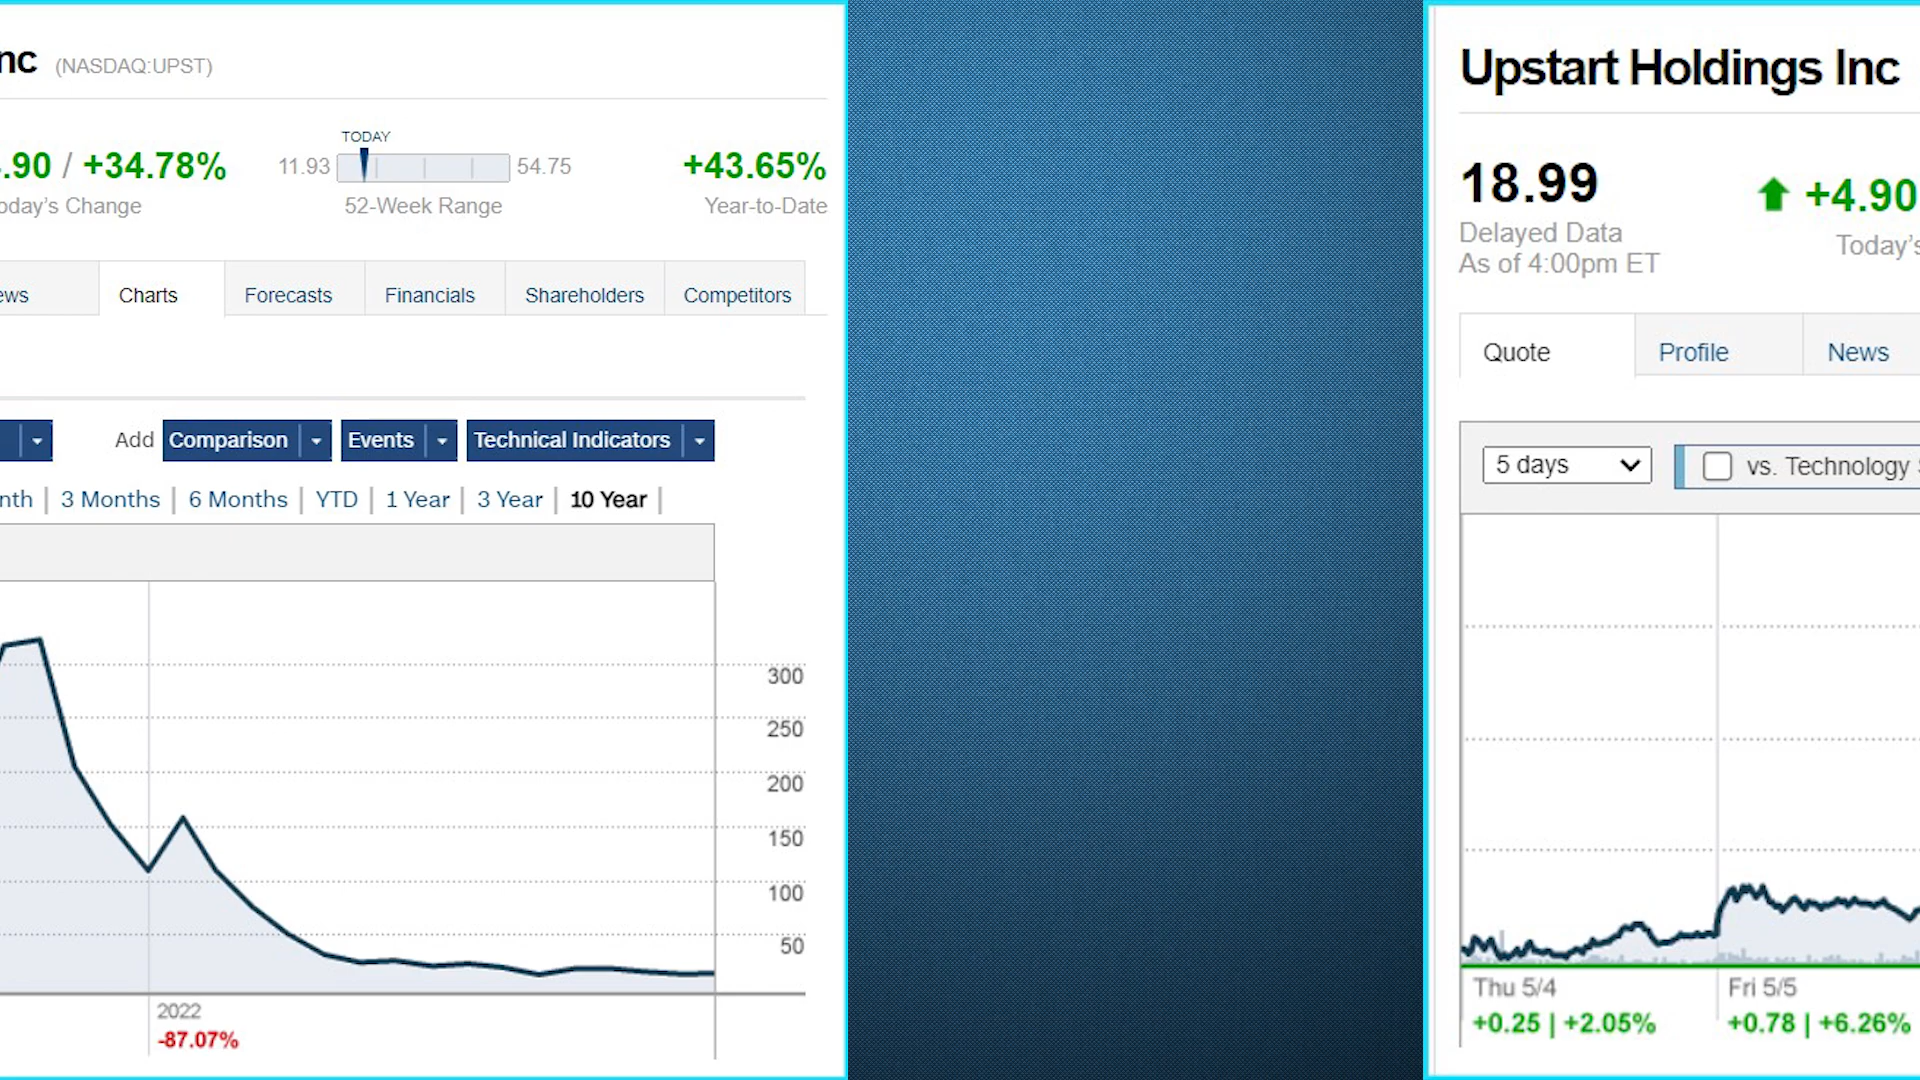 nc (NASDAQ:UPST)
.90 / +34.78%
oday's Change
TODAY
11.93 54.75
52-Week Range
+43.65%
Year-to-Date
ews Charts Forecasts Financials Shareholders Competitors
Add Comparison Events Technical Indicators
nth | 3 Months | 6 Months | YTD | 1 Year | 3 Year | 10 Year |
300
250
200
150
100
50
2022
-87.07%
Upstart Holdings Inc
18.99
Delayed Data
As of 4:00pm ET
+4.90
Today's
Quote Profile News
5 days vs. Technology
Thu 5/4
+0.25 | +2.05%
Fri 5/5
+0.78 | +6.26%